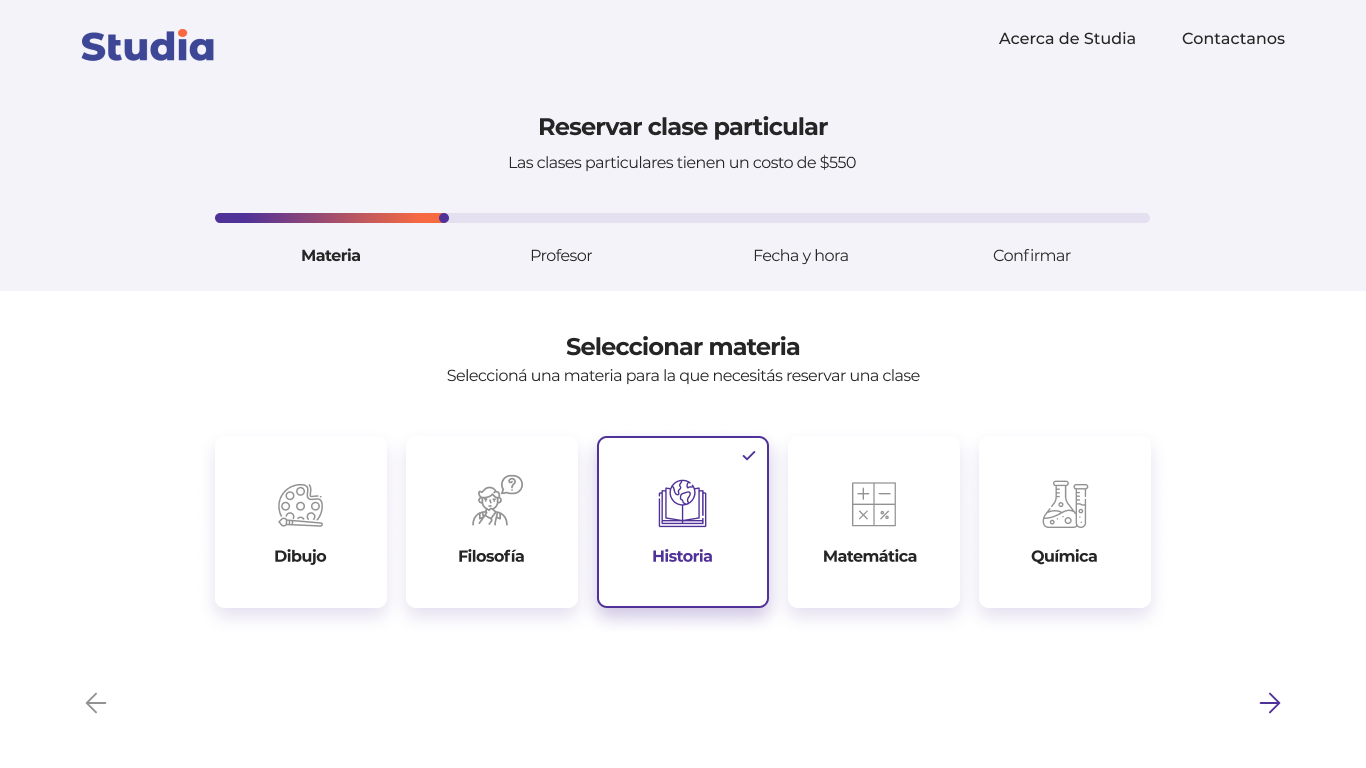 Studia
Acerca de Studia
Contactanos
Reservar clase particular
Las clases particulares tienen un costo de $550
Materia
Profesor
Fecha y hora
Confirmar
Seleccionar materia
Seleccioná una materia para la que necesitás reservar una clase
Dibujo
Filosofía
Historia
Matemática
Química